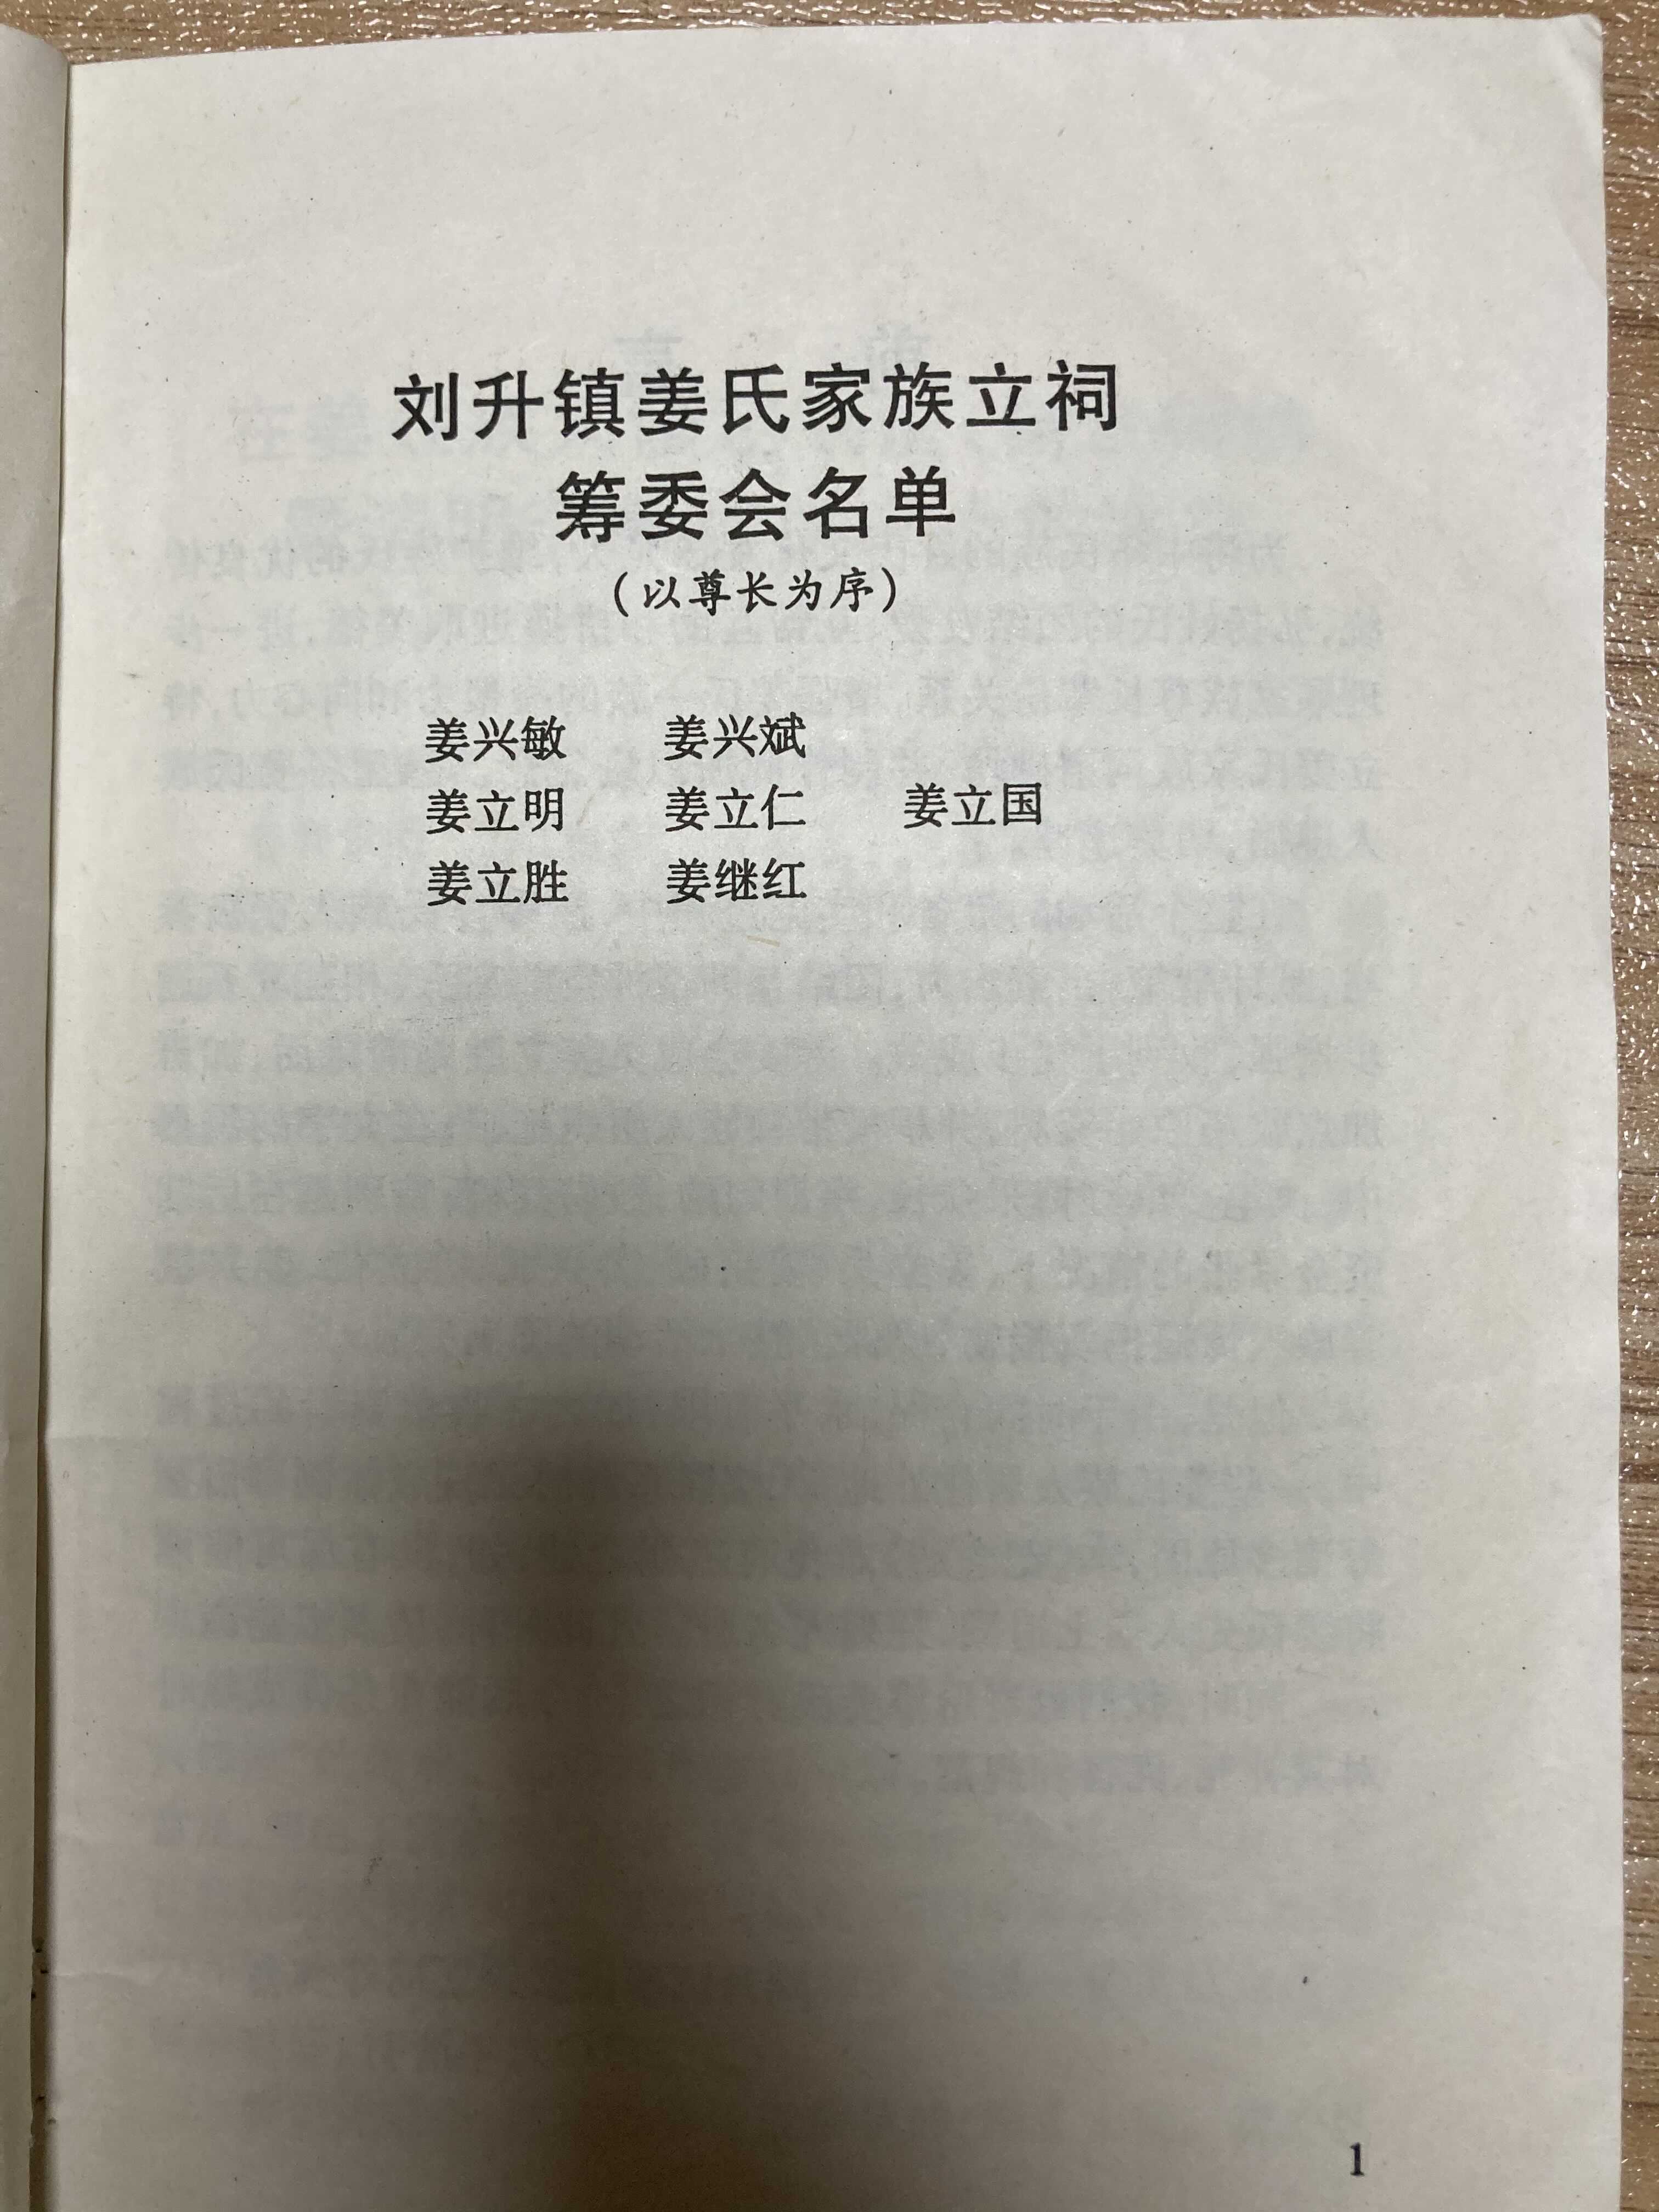 刘升镇姜氏家族立祠
筹委会名单
(以尊长为序)
姜兴敏 姜兴斌
姜立明 姜立仁 姜立国
姜立胜 姜继红
1